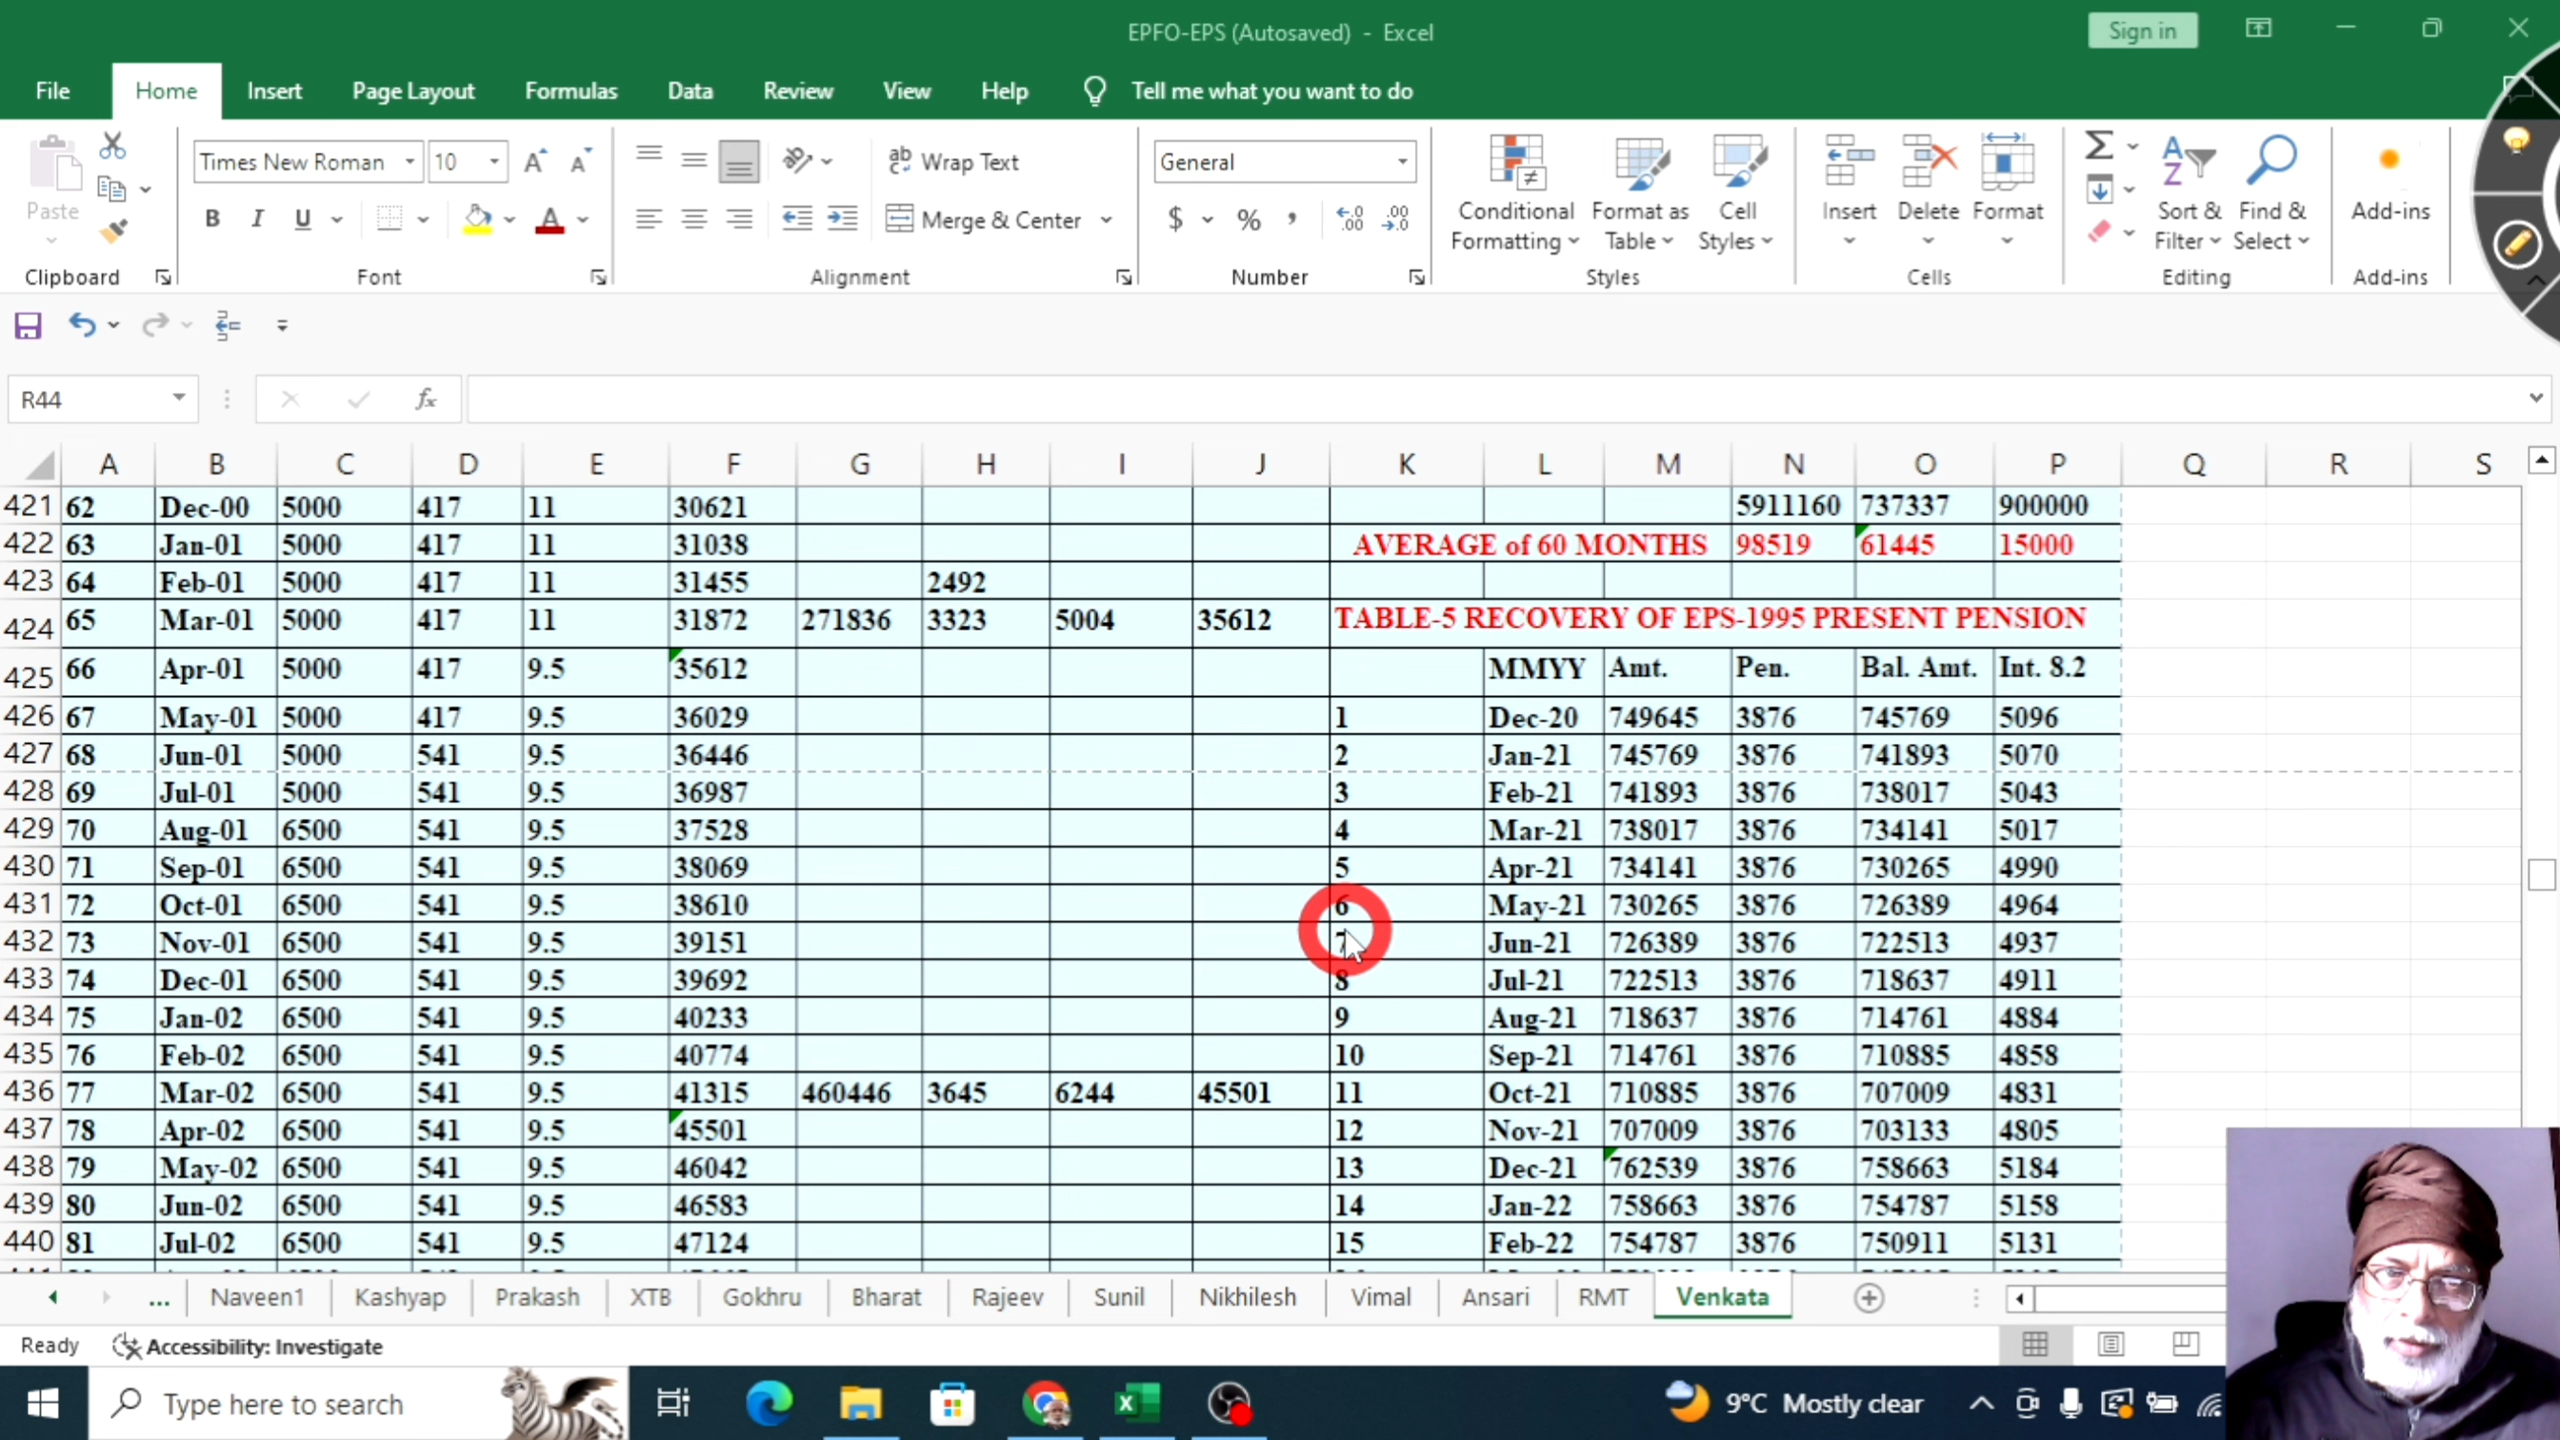 EPFO-EPS (Autosaved) - Excel
Sign in
File Home Insert Page Layout Formulas Data Review View Help Tell me what you want to do
Paste
Times New Roman 10
Wrap Text
Merge & Center
General
Conditional Formatting
Format as Table
Cell Styles
Insert Delete Format
Sort & Filter
Find & Select
Add-ins
Clipboard Font Alignment Number Styles Cells Editing Add-ins
R44
A B C D E F G H I J K L M N O P Q R S
421 62 Dec-00 5000 417 11 30621 5911160 737337 900000
422 63 Jan-01 5000 417 11 31038 AVERAGE of 60 MONTHS 98519 61445 15000
423 64 Feb-01 5000 417 11 31455 2492
424 65 Mar-01 5000 417 11 31872 271836 3323 5004 35612 TABLE-5 RECOVERY OF EPS-1995 PRESENT PENSION
425 66 Apr-01 5000 417 9.5 35612 MMYY Amt. Pen. Bal. Amt. Int. 8.2
426 67 May-01 5000 417 9.5 36029 1 Dec-20 749645 3876 745769 5096
427 68 Jun-01 5000 541 9.5 36446 2 Jan-21 745769 3876 741893 5070
428 69 Jul-01 5000 541 9.5 36987 3 Feb-21 741893 3876 738017 5043
429 70 Aug-01 6500 541 9.5 37528 4 Mar-21 738017 3876 734141 5017
430 71 Sep-01 6500 541 9.5 38069 5 Apr-21 734141 3876 730265 4990
431 72 Oct-01 6500 541 9.5 38610 6 May-21 730265 3876 726389 4964
432 73 Nov-01 6500 541 9.5 39151 7 Jun-21 726389 3876 722513 4937
433 74 Dec-01 6500 541 9.5 39692 8 Jul-21 722513 3876 718637 4911
434 75 Jan-02 6500 541 9.5 40233 9 Aug-21 718637 3876 714761 4884
435 76 Feb-02 6500 541 9.5 40774 10 Sep-21 714761 3876 710885 4858
436 77 Mar-02 6500 541 9.5 41315 460446 3645 6244 45501 11 Oct-21 710885 3876 707009 4831
437 78 Apr-02 6500 541 9.5 45501 12 Nov-21 707009 3876 703133 4805
438 79 May-02 6500 541 9.5 46042 13 Dec-21 762539 3876 758663 5184
439 80 Jun-02 6500 541 9.5 46583 14 Jan-22 758663 3876 754787 5158
440 81 Jul-02 6500 541 9.5 47124 15 Feb-22 754787 3876 750911 5131
... Naveen1 Kashyap Prakash XTB Gokhru Bharat Rajeev Sunil Nikhilesh Vimal Ansari RMT Venkata
Ready Accessibility: Investigate
Type here to search
9°C Mostly clear